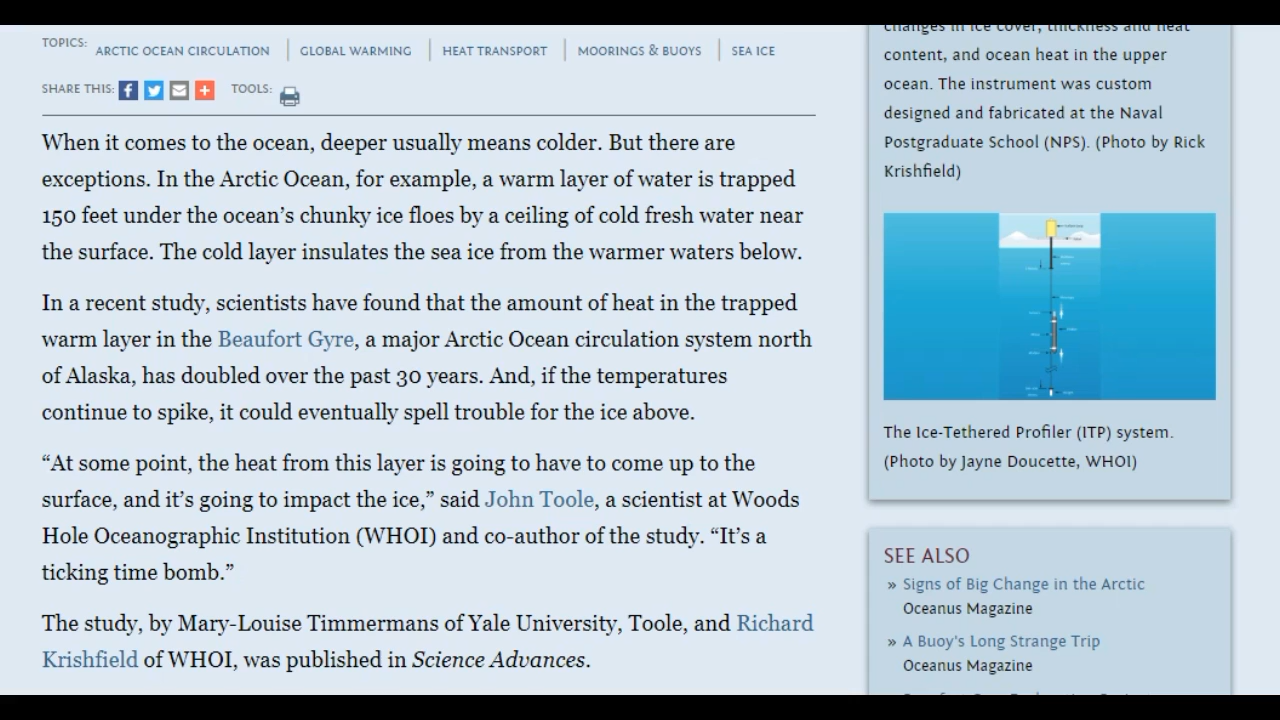 TOPICS: ARCTIC OCEAN CIRCULATION GLOBAL WARMING HEAT TRANSPORT MOORINGS & BUOYS SEA ICE
SHARE THIS: TOOLS:
When it comes to the ocean, deeper usually means colder. But there are
exceptions. In the Arctic Ocean, for example, a warm layer of water is trapped
150 feet under the ocean’s chunky ice floes by a ceiling of cold fresh water near
the surface. The cold layer insulates the sea ice from the warmer waters below.
In a recent study, scientists have found that the amount of heat in the trapped
warm layer in the Beaufort Gyre, a major Arctic Ocean circulation system north
of Alaska, has doubled over the past 30 years. And, if the temperatures
continue to spike, it could eventually spell trouble for the ice above.
“At some point, the heat from this layer is going to have to come up to the
surface, and it’s going to impact the ice,” said John Toole, a scientist at Woods
Hole Oceanographic Institution (WHOI) and co-author of the study. “It’s a
ticking time bomb.”
The study, by Mary-Louise Timmermans of Yale University, Toole, and Richard
Krishfield of WHOI, was published in Science Advances.
changes in ice cover, thickness and heat
content, and ocean heat in the upper
ocean. The instrument was custom
designed and fabricated at the Naval
Postgraduate School (NPS). (Photo by Rick
Krishfield)
The Ice-Tethered Profiler (ITP) system.
(Photo by Jayne Doucette, WHOI)
SEE ALSO
» Signs of Big Change in the Arctic
Oceanus Magazine
» A Buoy's Long Strange Trip
Oceanus Magazine